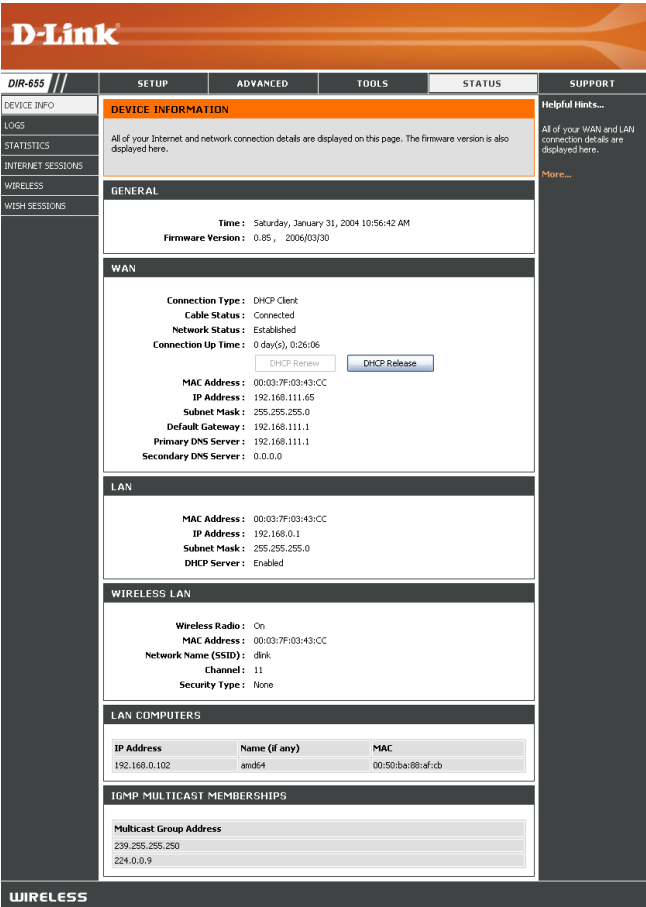 D-Link
DIR-655 // SETUP ADVANCED TOOLS STATUS SUPPORT
DEVICE INFO
LOGS
STATISTICS
INTERNET SESSIONS
WIRELESS
WISH SESSIONS
DEVICE INFORMATION
All of your Internet and network connection details are displayed on this page. The firmware version is also
displayed here.
GENERAL
Time : Saturday, January 31, 2004 10:56:42 AM
Firmware Version : 0.85 , 2006/03/30
WAN
Connection Type : DHCP Client
Cable Status : Connected
Network Status : Established
Connection Up Time : 0 day(s), 0:26:06
DHCP Renew DHCP Release
MAC Address : 00:03:7F:03:43:CC
IP Address : 192.168.111.65
Subnet Mask : 255.255.255.0
Default Gateway : 192.168.111.1
Primary DNS Server : 192.168.111.1
Secondary DNS Server : 0.0.0.0
LAN
MAC Address : 00:03:7F:03:43:CC
IP Address : 192.168.0.1
Subnet Mask : 255.255.255.0
DHCP Server : Enabled
WIRELESS LAN
Wireless Radio : On
MAC Address : 00:03:7F:03:43:CC
Network Name (SSID) : dlink
Channel : 11
Security Type : None
LAN COMPUTERS
IP Address Name (if any) MAC
192.168.0.102 amd64 00:50:ba:88:af:cb
IGMP MULTICAST MEMBERSHIPS
Multicast Group Address
239.255.255.250
224.0.0.9
Helpful Hints...
All of your WAN and LAN
connection details are
displayed here.
More...
WIRELESS